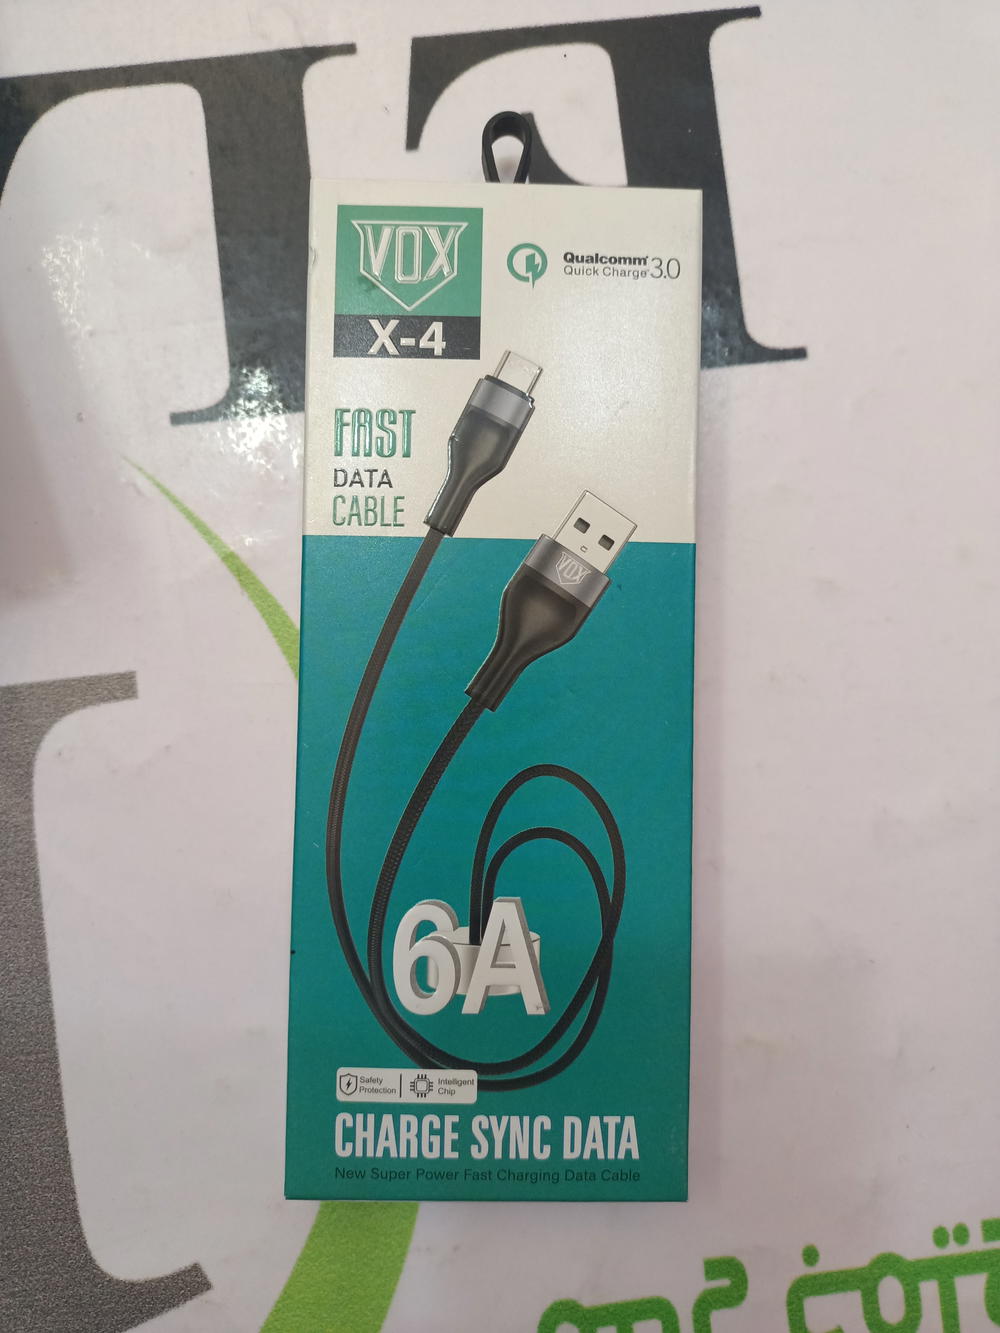 VOX
X-4
Qualcomm
Quick Charge 3.0
FAST
DATA
CABLE
VOX
6A
Safety
Protection
Intelligent
Chip
CHARGE SYNC DATA
New Super Power Fast Charging Data Cable